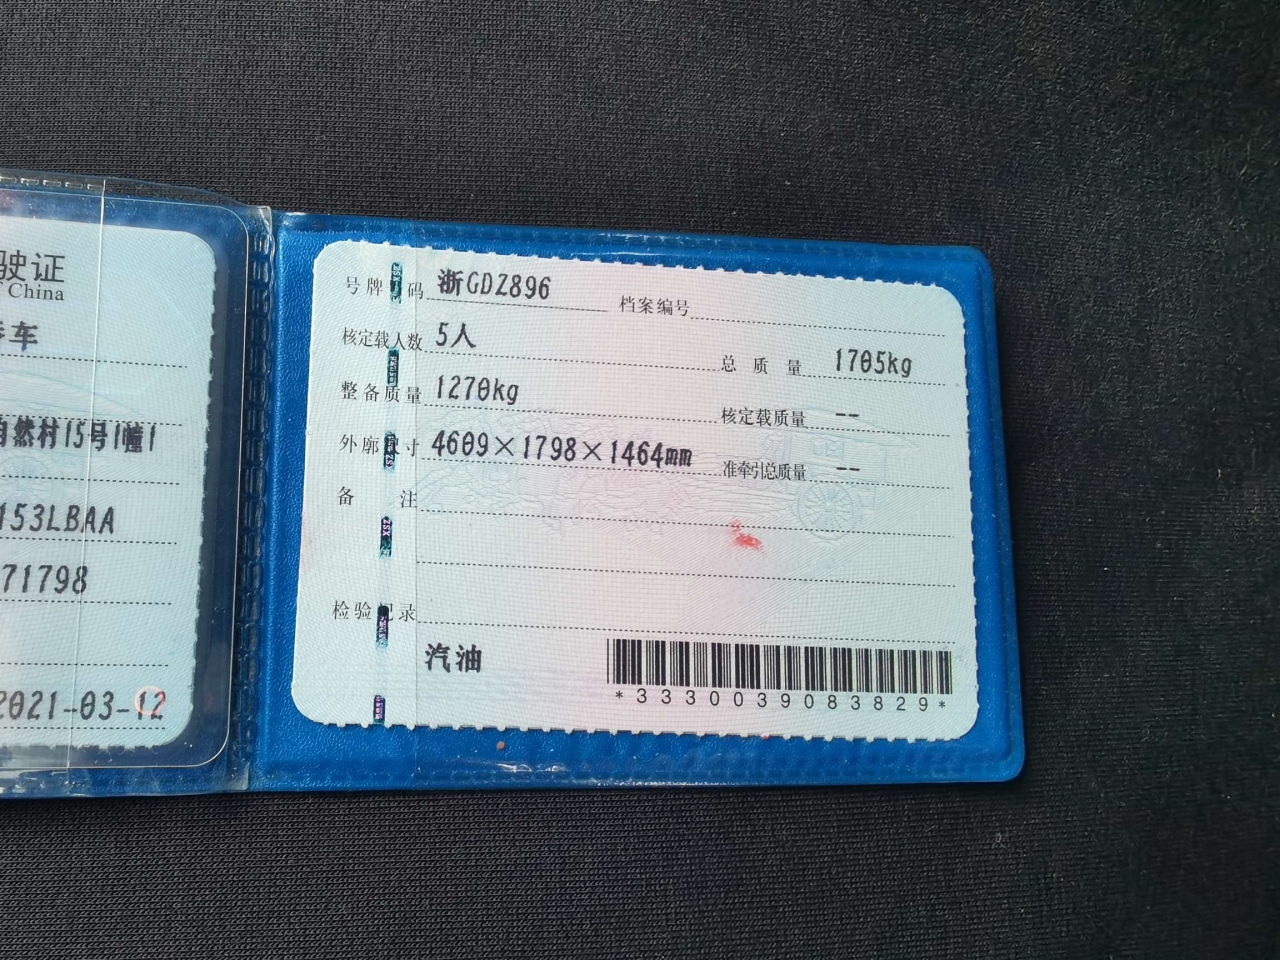 驶证
China
车
自然村15号1幢1
153LBAA
71798
2021-03-12
号牌 码 浙GDZ896 档案编号
核定载人数 5人 总质量 1705kg
整备质量 1270kg 核定载质量 --
外廓尺寸 4609×1798×1464mm 准牵引总质量 --
备注
检验记录
汽油
*3330039083829*